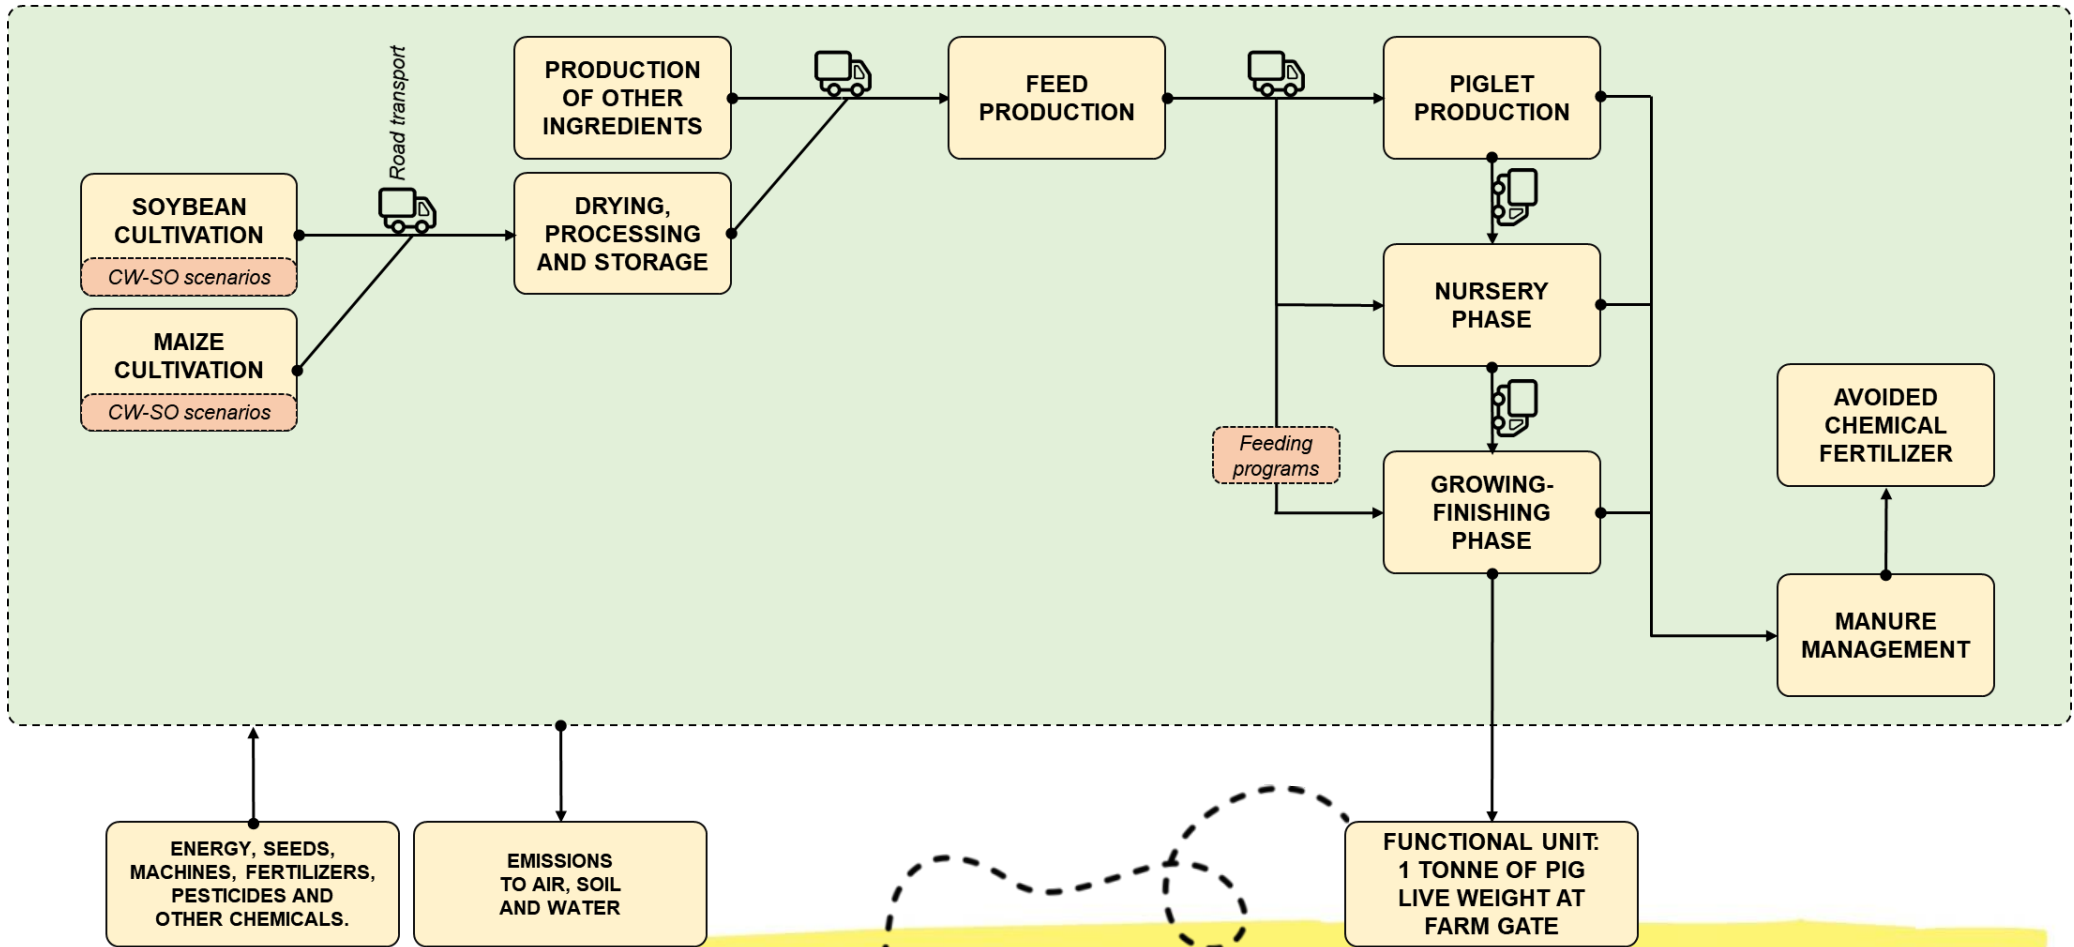 Road transport
PRODUCTION
OF OTHER
INGREDIENTS
FEED
PRODUCTION
PIGLET
PRODUCTION
SOYBEAN
CULTIVATION
CW-SO scenarios
DRYING,
PROCESSING
AND STORAGE
MAIZE
CULTIVATION
CW-SO scenarios
NURSERY
PHASE
Feeding
programs
GROWING-
FINISHING
PHASE
AVOIDED
CHEMICAL
FERTILIZER
MANURE
MANAGEMENT
ENERGY, SEEDS,
MACHINES, FERTILIZERS,
PESTICIDES AND
OTHER CHEMICALS.
EMISSIONS
TO AIR, SOIL
AND WATER
FUNCTIONAL UNIT:
1 TONNE OF PIG
LIVE WEIGHT AT
FARM GATE